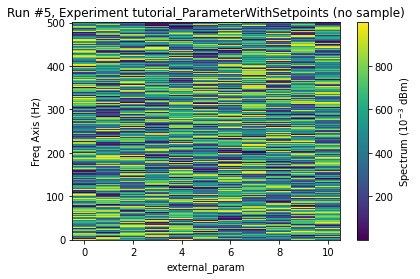 Run #5, Experiment tutorial_ParameterWithSetpoints (no sample)
500
400
300
200
100
0
Freq Axis (Hz)
0 2 4 6 8 10
external_param
800
600
400
200
Spectrum (10⁻³ dBm)